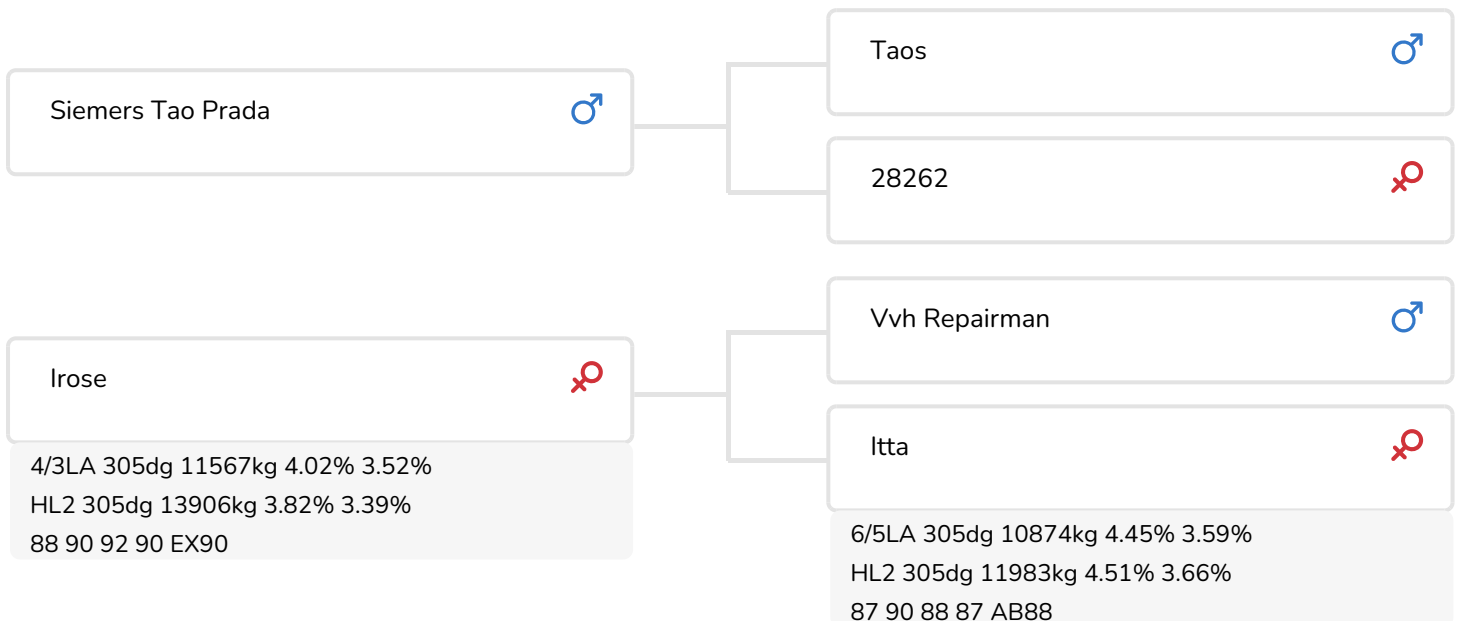 Siemers Tao Prada
Taos
28262
Irose
4/3LA 305dg 11567kg 4.02% 3.52%
HL2 305dg 13906kg 3.82% 3.39%
88 90 92 90 EX90
Vvh Repairman
Itta
6/5LA 305dg 10874kg 4.45% 3.59%
HL2 305dg 11983kg 4.51% 3.66%
87 90 88 87 AB88